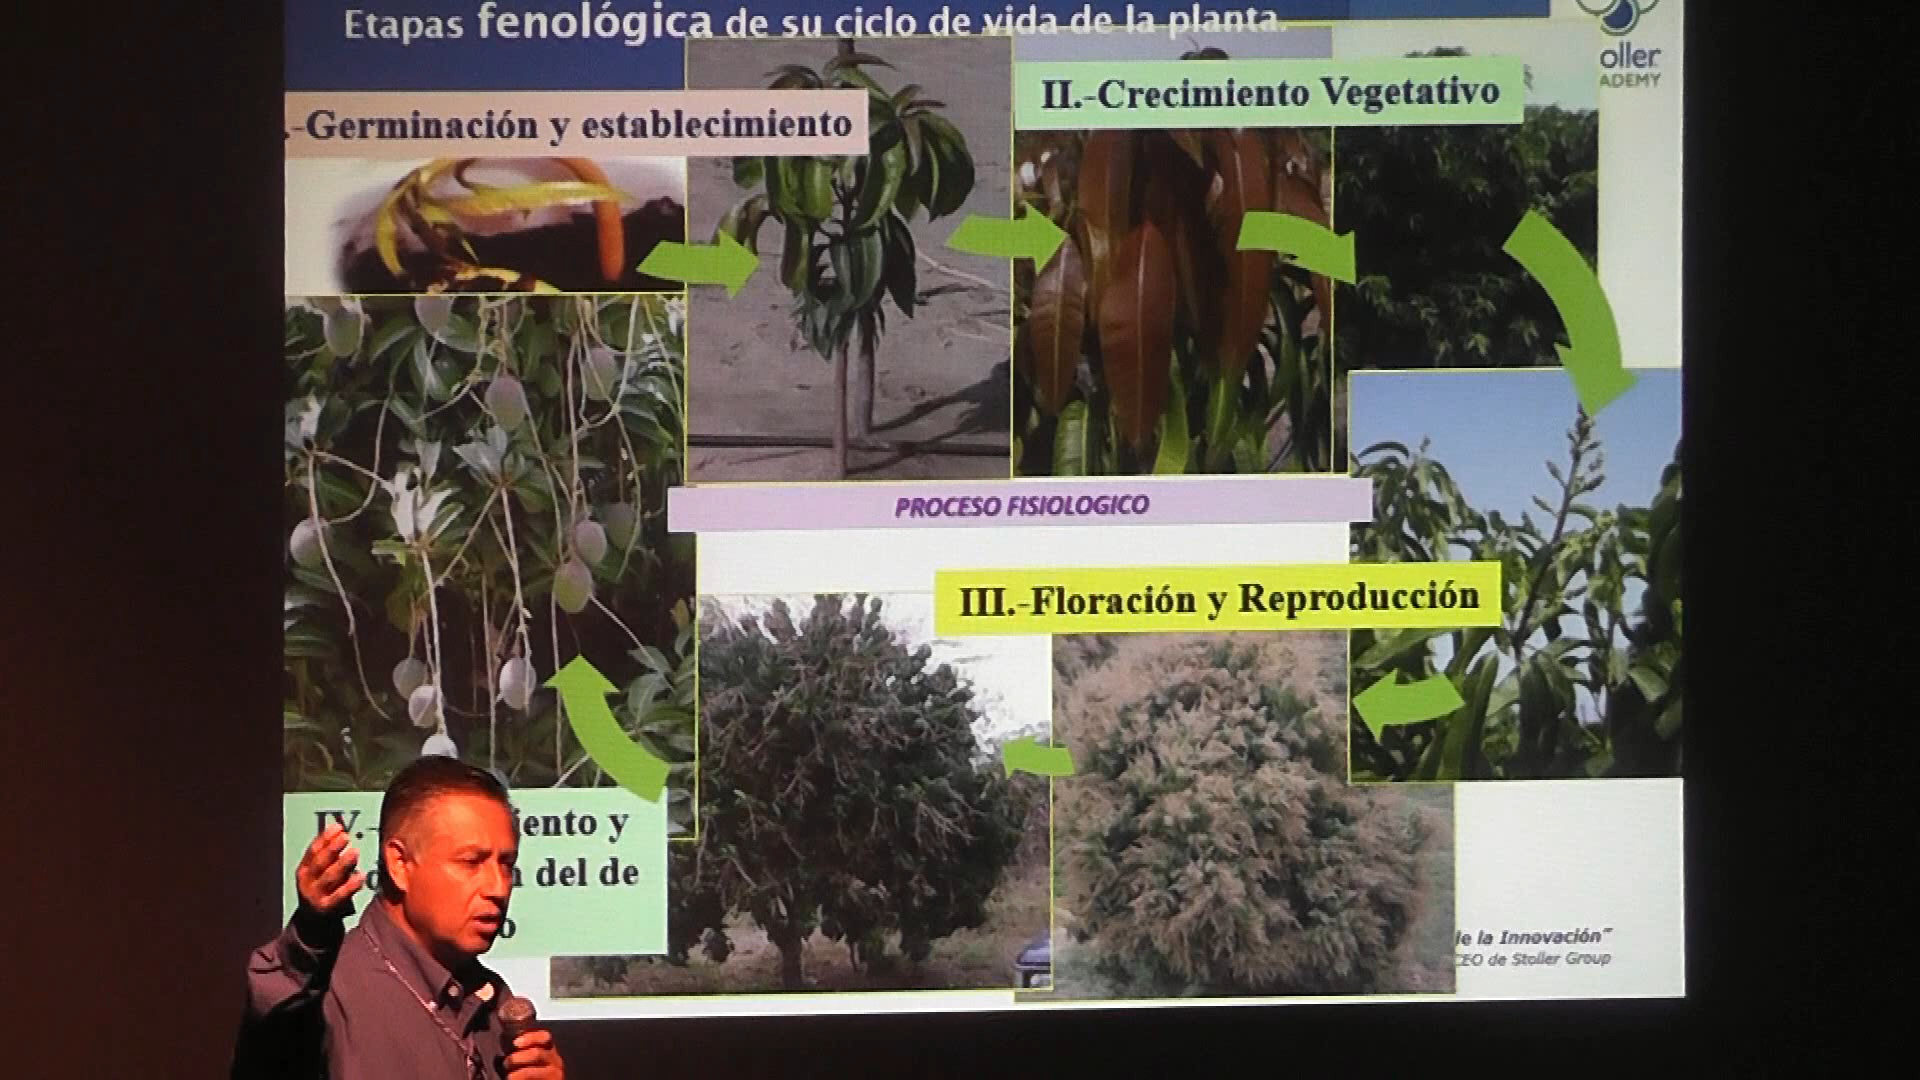 Etapas fenológica de su ciclo de vida de la planta.
oller
ADEMY
.-Germinación y establecimiento
II.-Crecimiento Vegetativo
PROCESO FISIOLOGICO
III.-Floración y Reproducción
IV.- iento y
del de
de la Innovación”
CEO de Stoller Group